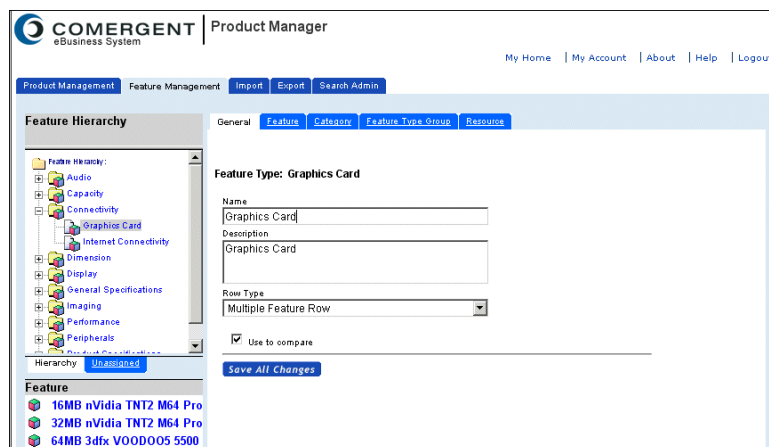 COMERGENT
eBusiness System
Product Manager
My Home | My Account | About | Help | Logou
Product Management
Feature Management
Import
Export
Search Admin
Feature Hierarchy
Feature Hierarchy:
Audio
Capacity
Connectivity
Graphics Card
Internet Connectivity
Dimension
Display
General Specifications
Imaging
Performance
Peripherals
Product Specifications
Hierarchy
Unassigned
Feature
16MB nVidia TNT2 M64 Pro
32MB nVidia TNT2 M64 Pro
64MB 3dfx VOODOO5 5500
General
Feature
Category
Feature Type Group
Resource
Feature Type: Graphics Card
Name
Graphics Card
Description
Graphics Card
Row Type
Multiple Feature Row
Use to compare
Save All Changes